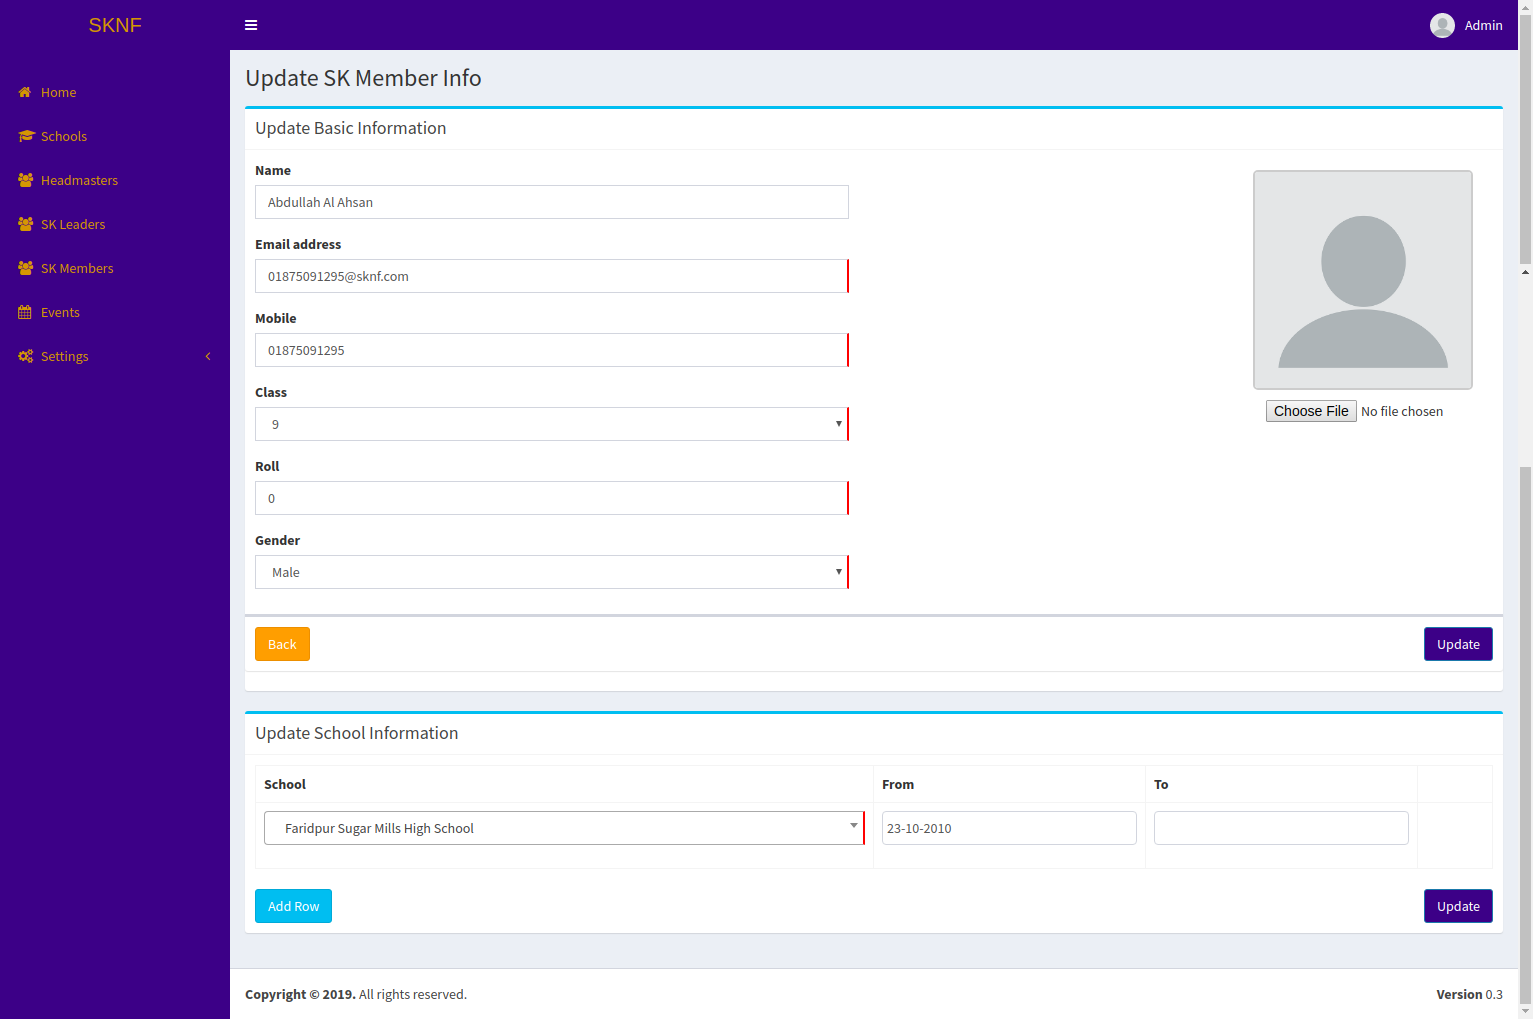 SKNF
Admin
Home
Schools
Headmasters
SK Leaders
SK Members
Events
Settings
Update SK Member Info
Update Basic Information
Name
Abdullah Al Ahsan
Email address
01875091295@sknf.com
Mobile
01875091295
Class
9
Roll
0
Gender
Male
Choose File No file chosen
Back
Update
Update School Information
School From To
Faridpur Sugar Mills High School 23-10-2010
Add Row
Update
Copyright © 2019. All rights reserved.
Version 0.3